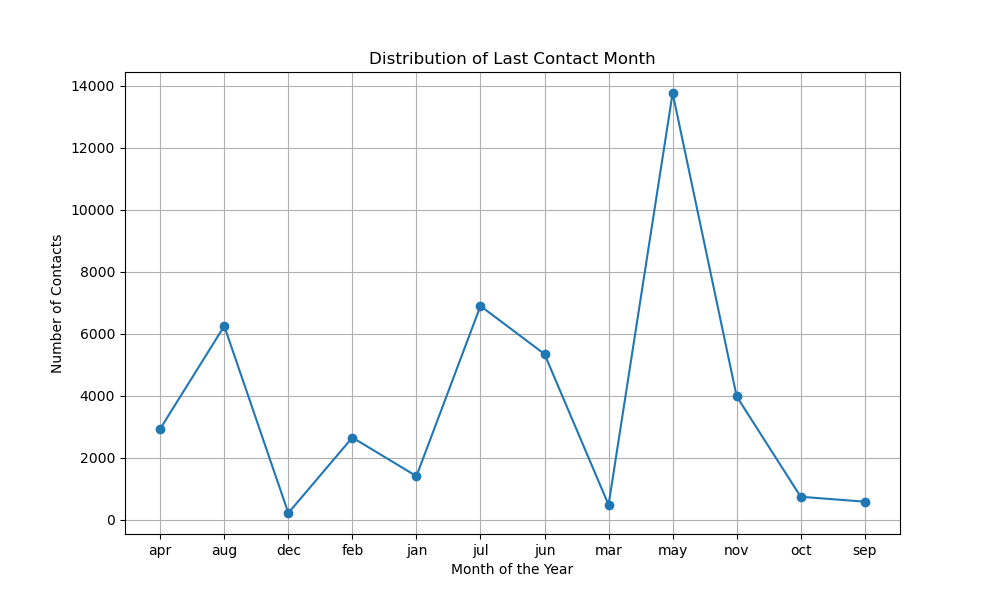 Distribution of Last Contact Month
14000
12000
10000
8000
6000
4000
2000
0
Number of Contacts
apr aug dec feb jan jul jun mar may nov oct sep
Month of the Year